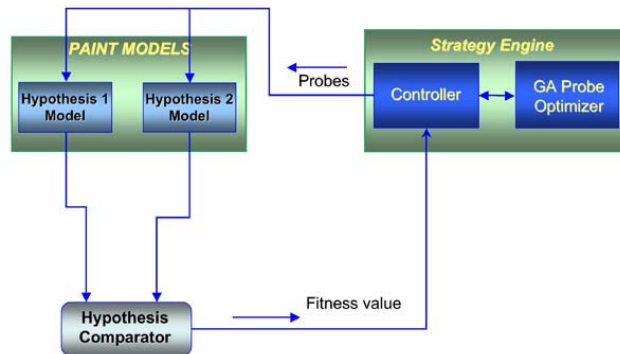 PAINT MODELS
Hypothesis 1
Model
Hypothesis 2
Model
Probes
Strategy Engine
Controller
GA Probe
Optimizer
Hypothesis
Comparator
Fitness value